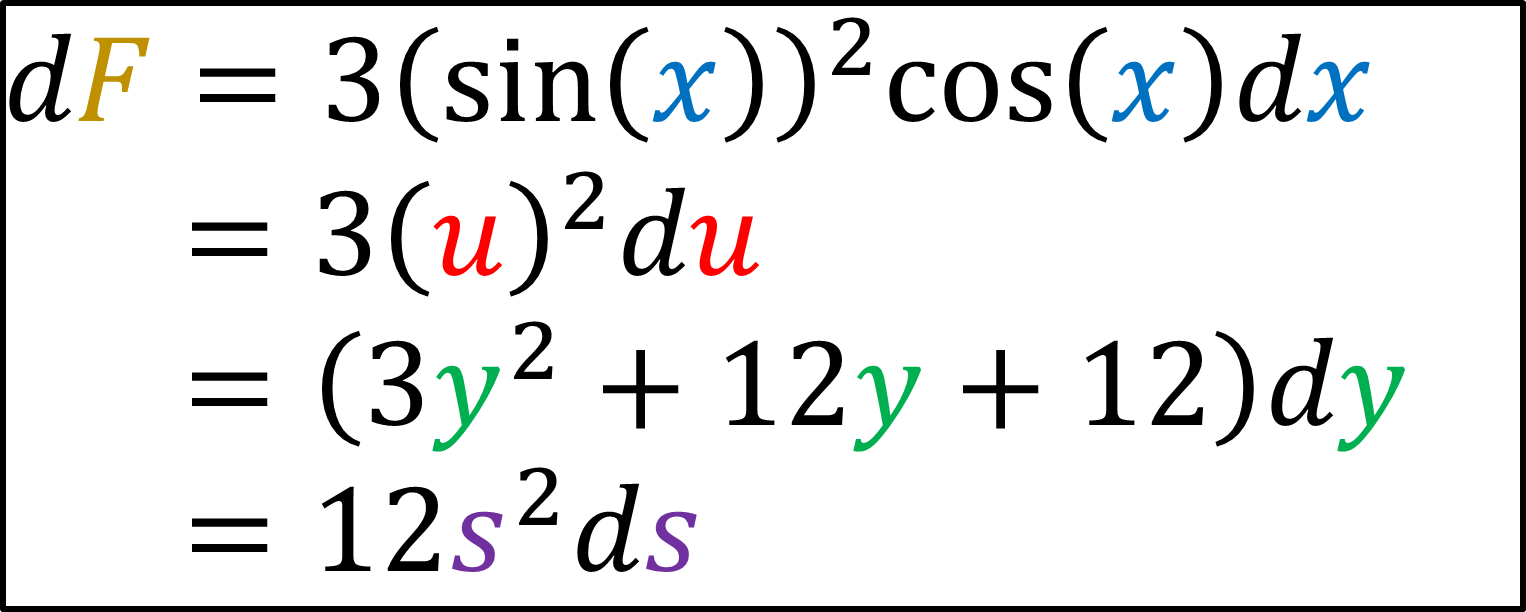 dF = 3(sin(x))²cos(x)dx
= 3(u)²du
= (3y² + 12y + 12)dy
= 12s²ds